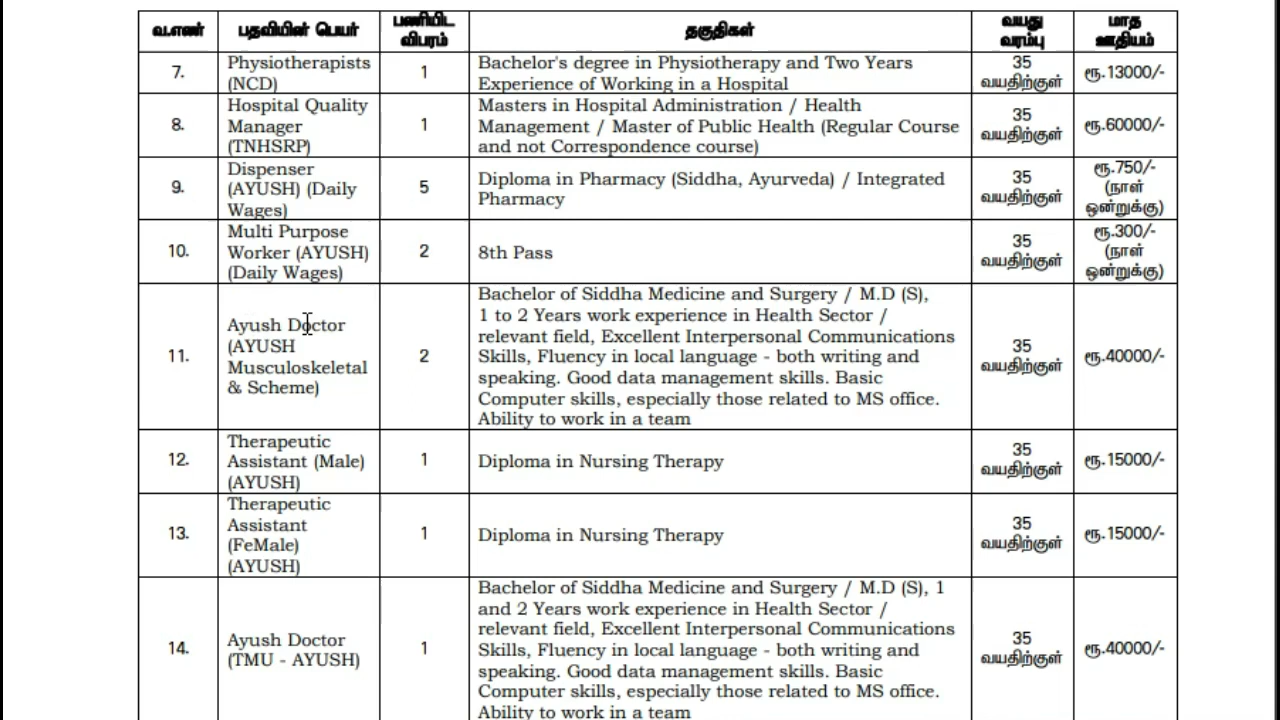 வ.எண்
பதவியின் பெயர்
பணியிட
விபரம்
தகுதிகள்
வயது
வரம்பு
மாத
ஊதியம்
7.
Physiotherapists
(NCD)
1
Bachelor's degree in Physiotherapy and Two Years
Experience of Working in a Hospital
35
வயதிற்குள்
ரூ.13000/-
8.
Hospital Quality
Manager
(TNHSRP)
1
Masters in Hospital Administration / Health
Management / Master of Public Health (Regular Course
and not Correspondence course)
35
வயதிற்குள்
ரூ.60000/-
9.
Dispenser
(AYUSH) (Daily
Wages)
5
Diploma in Pharmacy (Siddha, Ayurveda) / Integrated
Pharmacy
35
வயதிற்குள்
ரூ.750/-
(நாள்
ஒன்றுக்கு)
10.
Multi Purpose
Worker (AYUSH)
(Daily Wages)
2
8th Pass
35
வயதிற்குள்
ரூ.300/-
(நாள்
ஒன்றுக்கு)
11.
Ayush Doctor
(AYUSH
Musculoskeletal
& Scheme)
2
Bachelor of Siddha Medicine and Surgery / M.D (S),
1 to 2 Years work experience in Health Sector /
relevant field, Excellent Interpersonal Communications
Skills, Fluency in local language - both writing and
speaking. Good data management skills. Basic
Computer skills, especially those related to MS office.
Ability to work in a team
35
வயதிற்குள்
ரூ.40000/-
12.
Therapeutic
Assistant (Male)
(AYUSH)
1
Diploma in Nursing Therapy
35
வயதிற்குள்
ரூ.15000/-
13.
Therapeutic
Assistant
(FeMale)
(AYUSH)
1
Diploma in Nursing Therapy
35
வயதிற்குள்
ரூ.15000/-
14.
Ayush Doctor
(TMU - AYUSH)
1
Bachelor of Siddha Medicine and Surgery / M.D (S), 1
and 2 Years work experience in Health Sector /
relevant field, Excellent Interpersonal Communications
Skills, Fluency in local language - both writing and
speaking. Good data management skills. Basic
Computer skills, especially those related to MS office.
Ability to work in a team
35
வயதிற்குள்
ரூ.40000/-